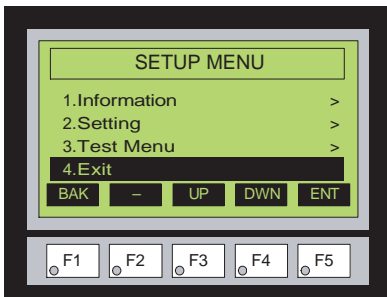 SETUP MENU
1.Information >
2.Setting >
3.Test Menu >
4.Exit
BAK – UP DWN ENT
F1 F2 F3 F4 F5